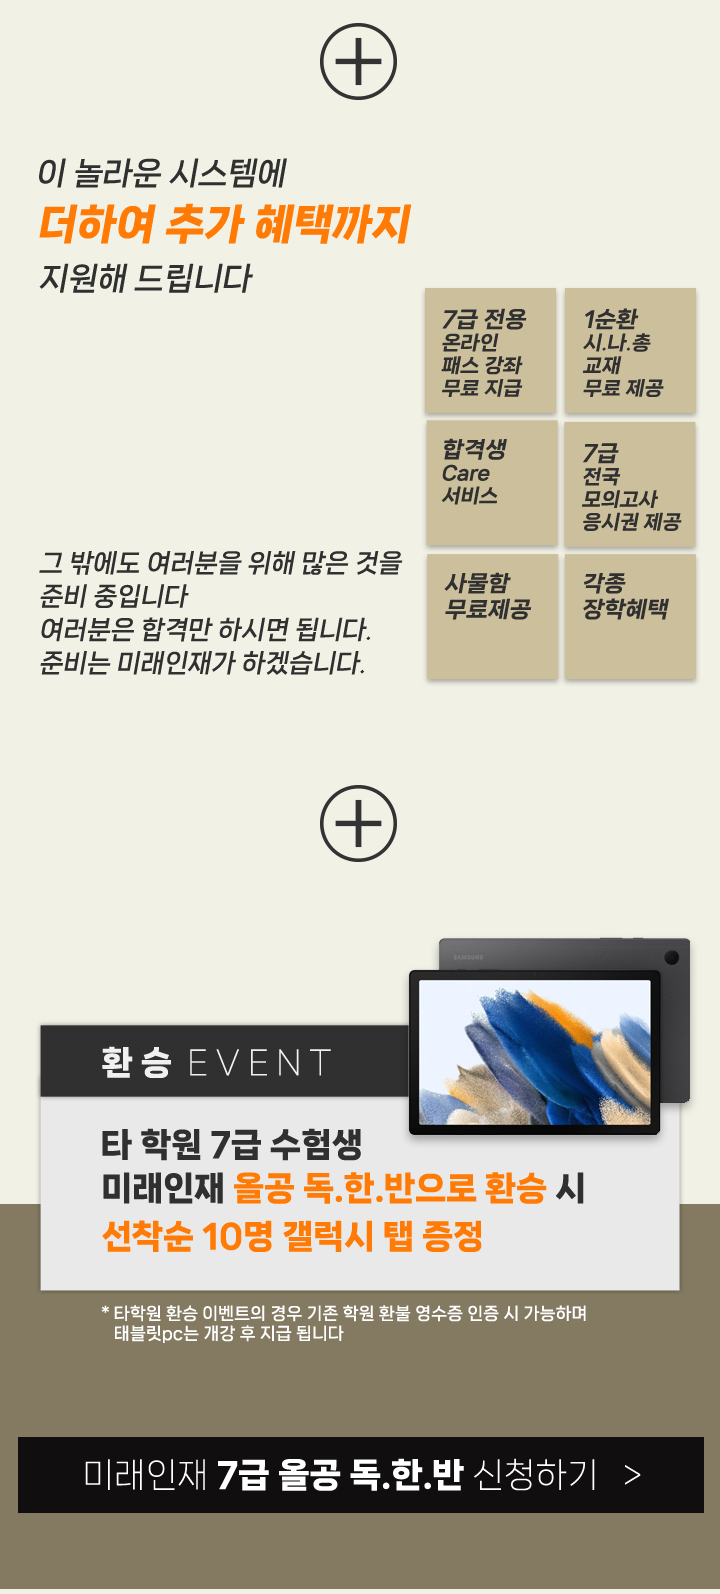 이 놀라운 시스템에
더하여 추가 혜택까지
지원해 드립니다
7급 전용
온라인
패스 강좌
무료 지급
1순환
시.나.총
교재
무료 제공
합격생
Care
서비스
7급
전국
모의고사
응시권 제공
사물함
무료제공
각종
장학혜택
그 밖에도 여러분을 위해 많은 것을
준비 중입니다
여러분은 합격만 하시면 됩니다.
준비는 미래인재가 하겠습니다.
SAMSUNG
환승 EVENT
타 학원 7급 수험생
미래인재 올공 독.한.반으로 환승 시
선착순 10명 갤럭시 탭 증정
* 타학원 환승 이벤트의 경우 기존 학원 환불 영수증 인증 시 가능하며
태블릿pc는 개강 후 지급 됩니다
미래인재 7급 올공 독.한.반 신청하기 >